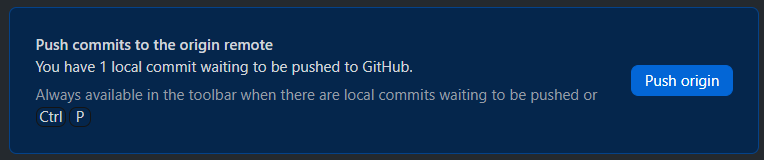 Push commits to the origin remote
You have 1 local commit waiting to be pushed to GitHub.
Push origin
Always available in the toolbar when there are local commits waiting to be pushed or
Ctrl P